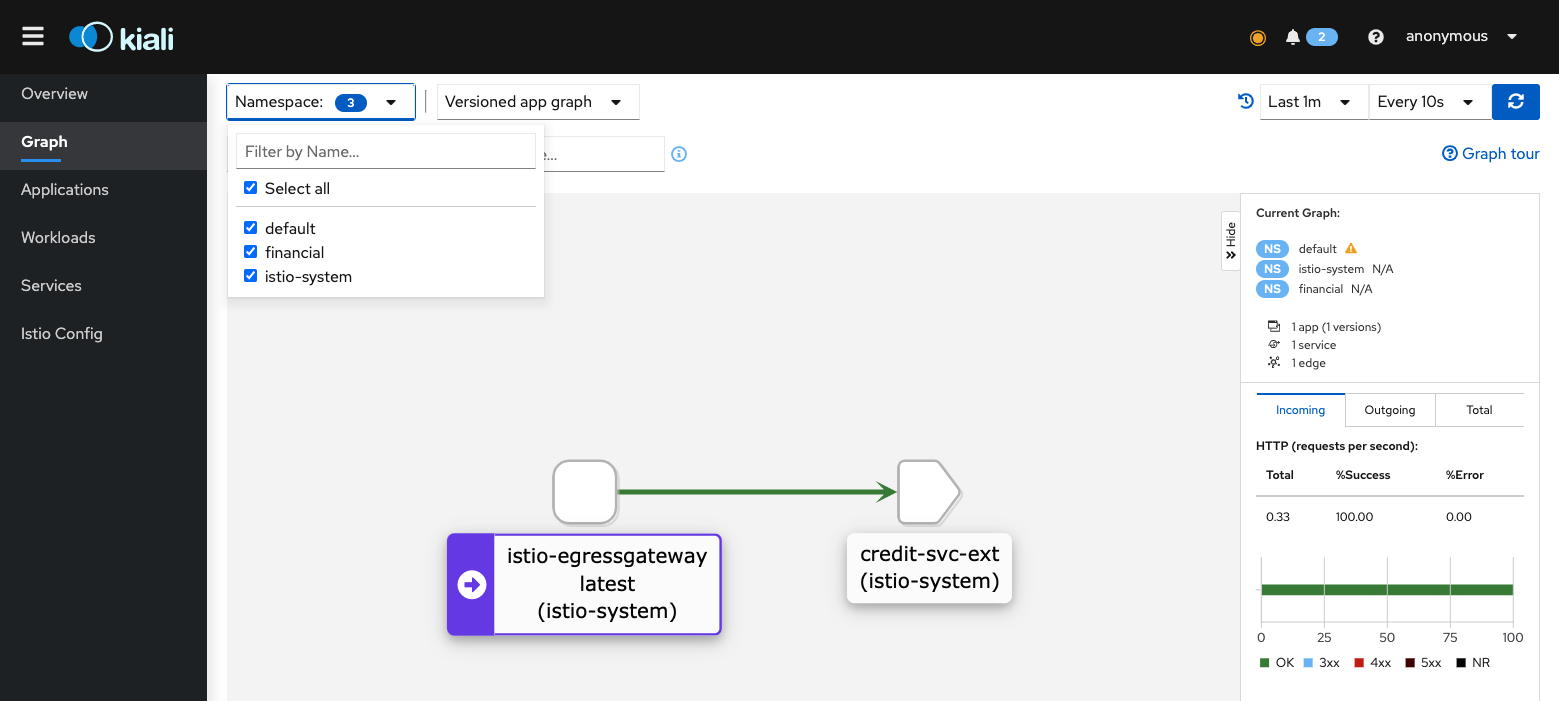 kiali
2
anonymous
Overview
Graph
Applications
Workloads
Services
Istio Config
Namespace: 3
Versioned app graph
Last 1m
Every 10s
Filter by Name...
e...
Graph tour
Select all
default
financial
istio-system
Hide
Current Graph:
NS default
NS istio-system N/A
NS financial N/A
1 app (1 versions)
1 service
1 edge
Incoming Outgoing Total
HTTP (requests per second):
Total %Success %Error
0.33 100.00 0.00
0 25 50 75 100
OK 3xx 4xx 5xx NR
istio-egressgateway
latest
(istio-system)
credit-svc-ext
(istio-system)